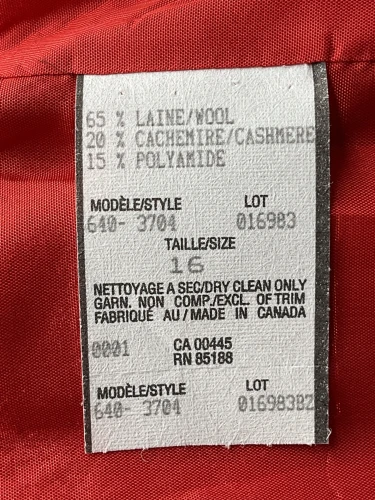 65 % LAINE/WOOL
20 % CACHEMIRE/CASHMERE
15 % POLYAMIDE
MODÈLE/STYLE LOT
640- 3704 016983
TAILLE/SIZE
16
NETTOYAGE A SEC/DRY CLEAN ONLY
GARN. NON COMP./EXCL. OF TRIM
FABRIQUÉ AU/MADE IN CANADA
0001 CA 00445
RN 85188
MODÈLE/STYLE LOT
640- 3704 016983BZ